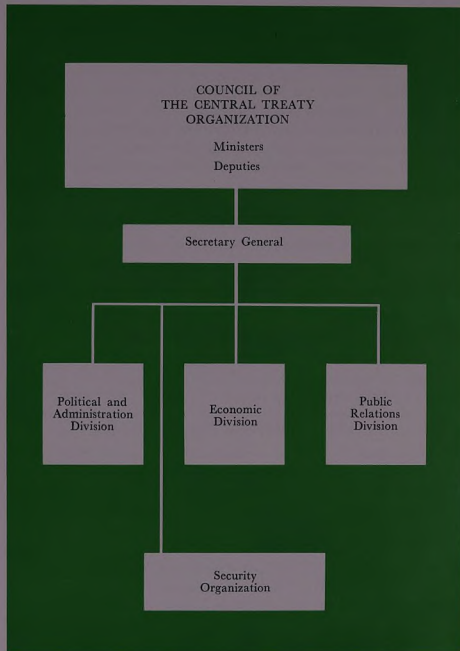 COUNCIL OF
THE CENTRAL TREATY
ORGANIZATION
Ministers
Deputies
Secretary General
Political and
Administration
Division
Economic
Division
Public
Relations
Division
Security
Organization